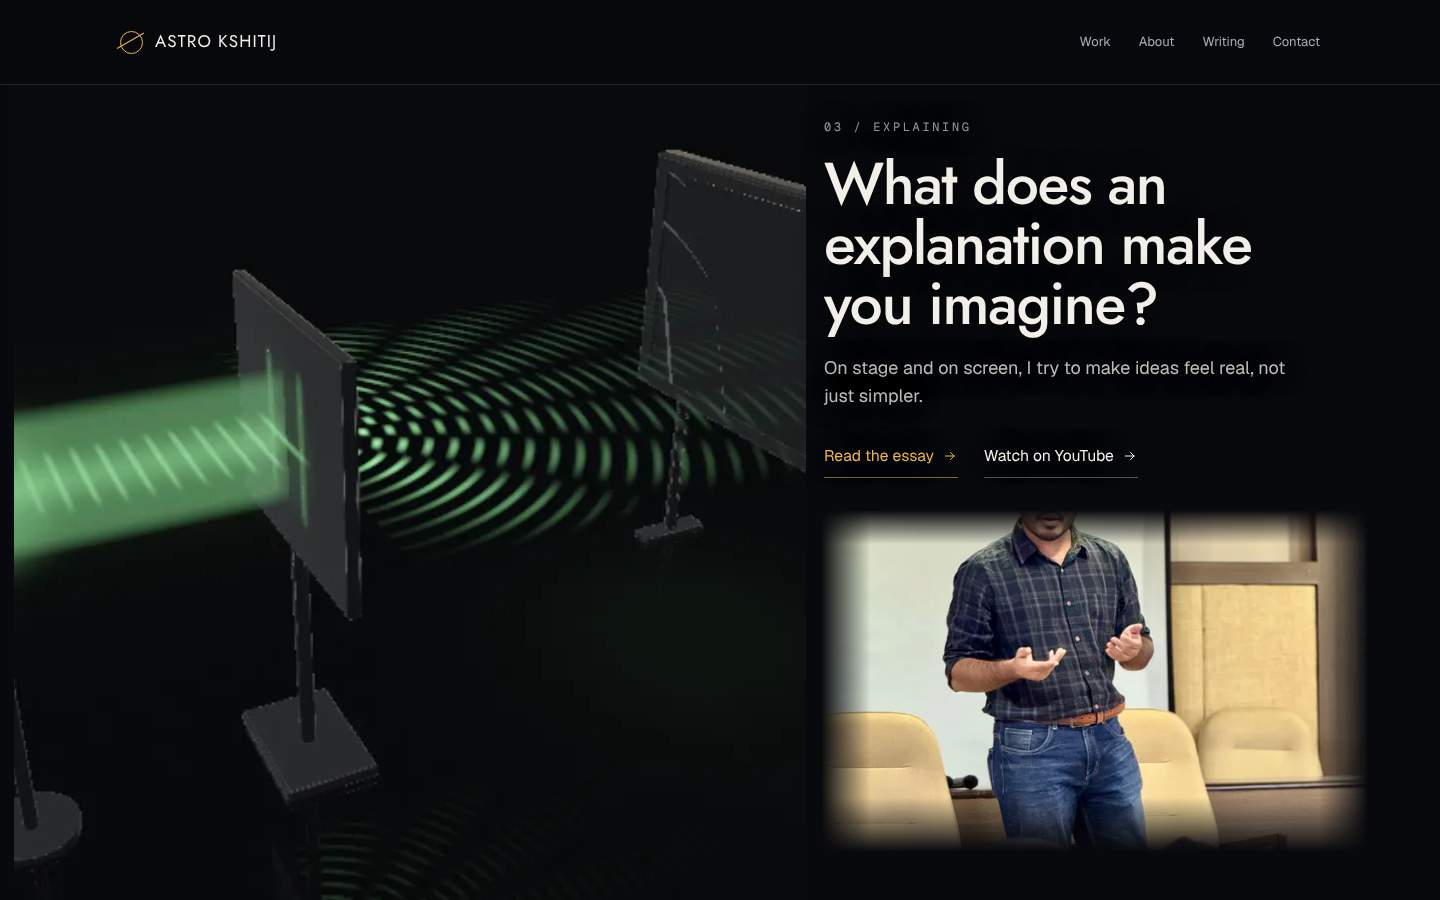 ASTRO KSHITIJ
Work About Writing Contact
03 / EXPLAINING
What does an
explanation make
you imagine?
On stage and on screen, I try to make ideas feel real, not
just simpler.
Read the essay → Watch on YouTube →